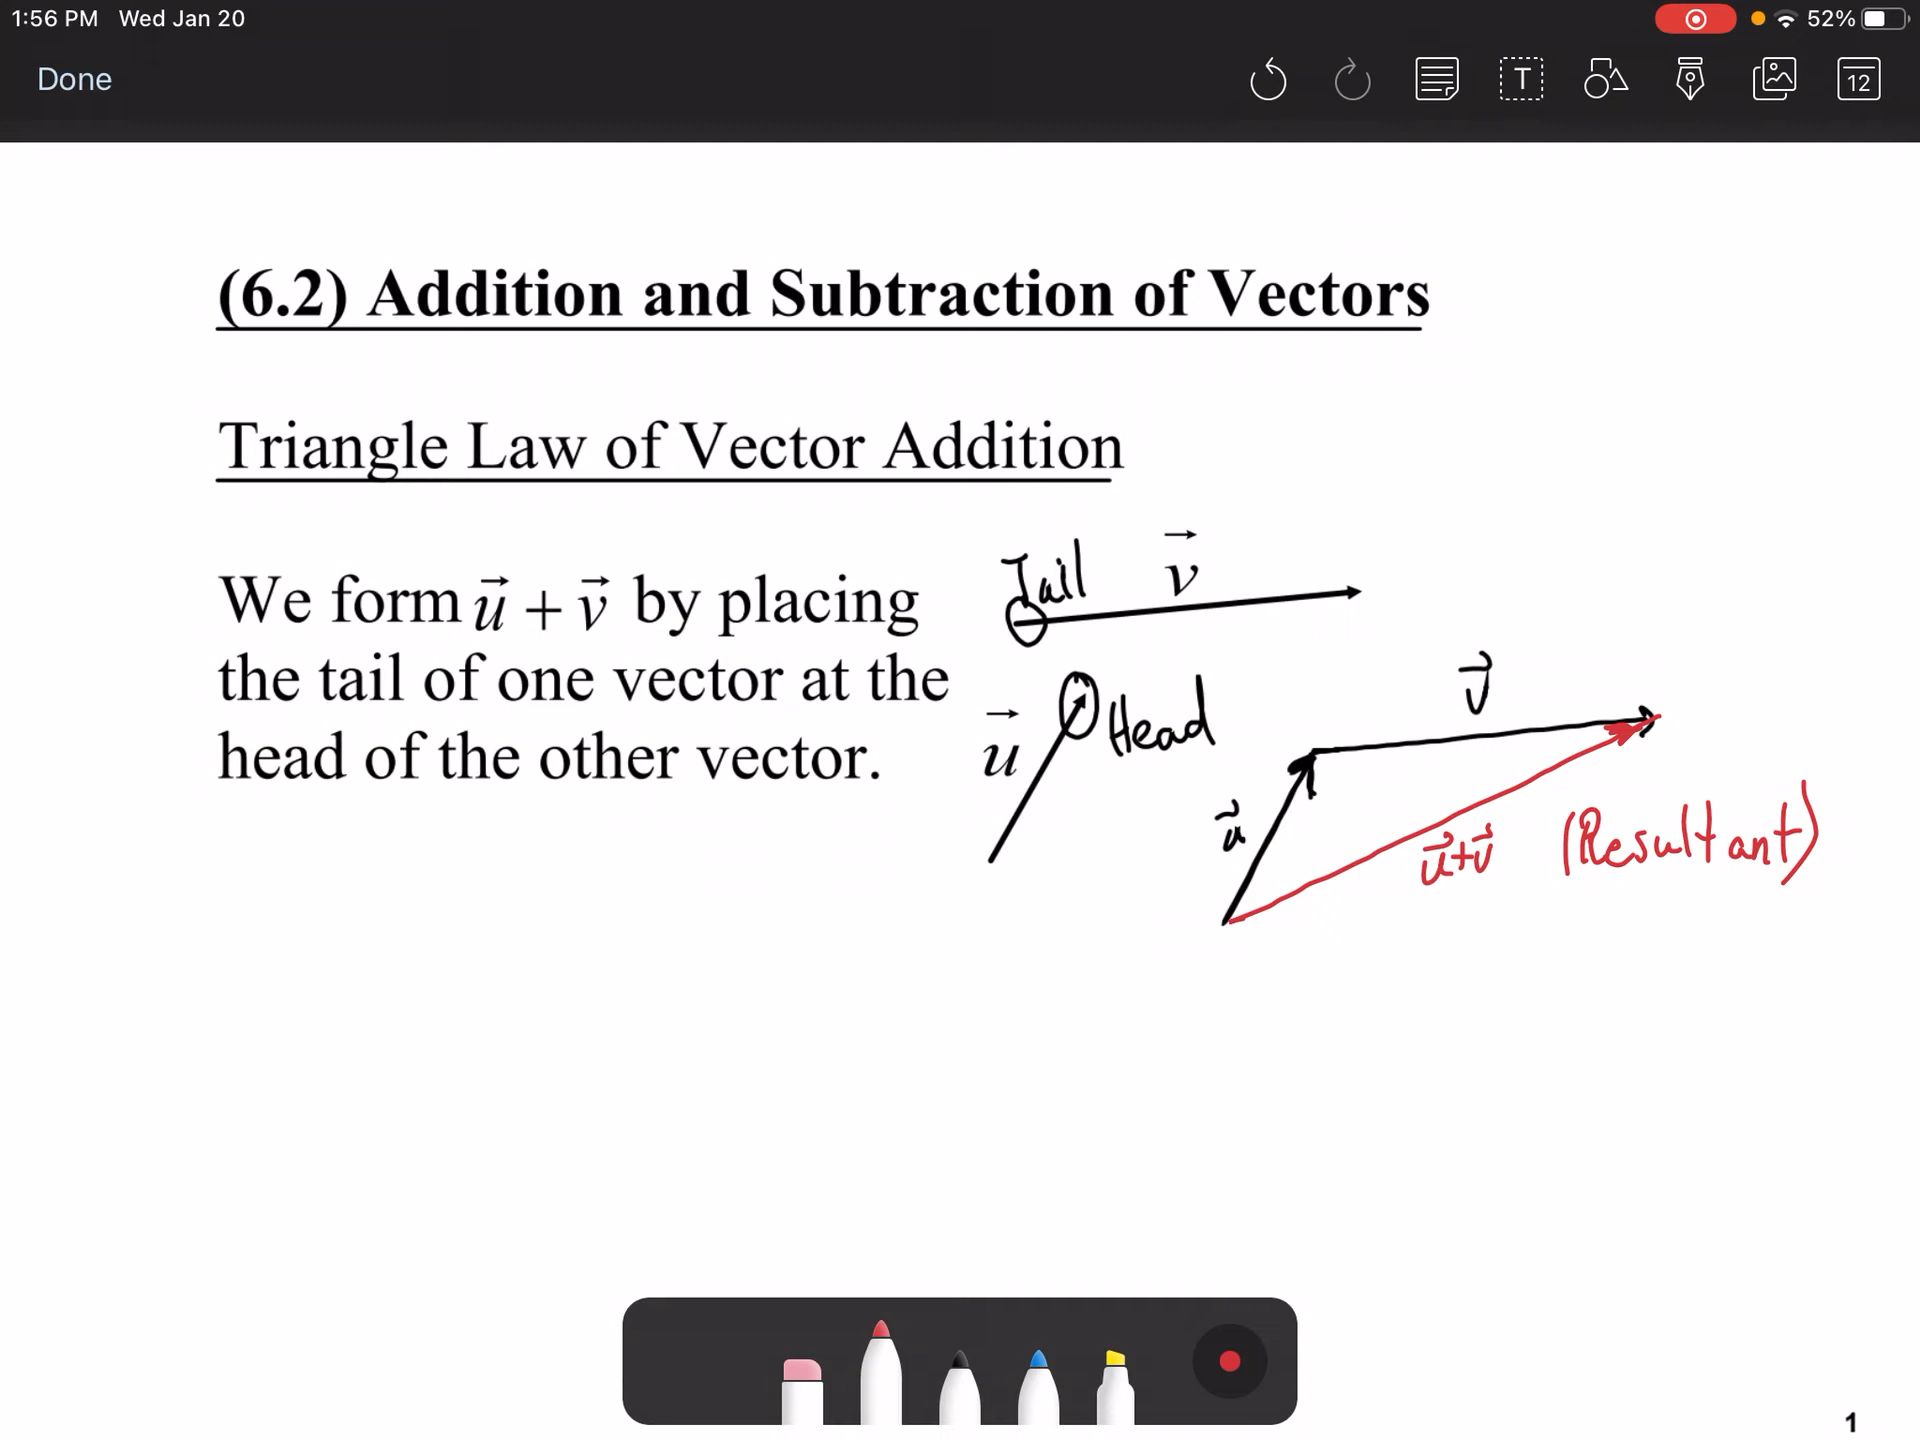 1:56 PM Wed Jan 20
52%
Done
T
12
(6.2) Addition and Subtraction of Vectors
Triangle Law of Vector Addition
We form u⃗ + v⃗ by placing
the tail of one vector at the
head of the other vector.
Tail
v⃗
u⃗
Head
v⃗
u⃗
u⃗+v⃗ (Resultant)
1